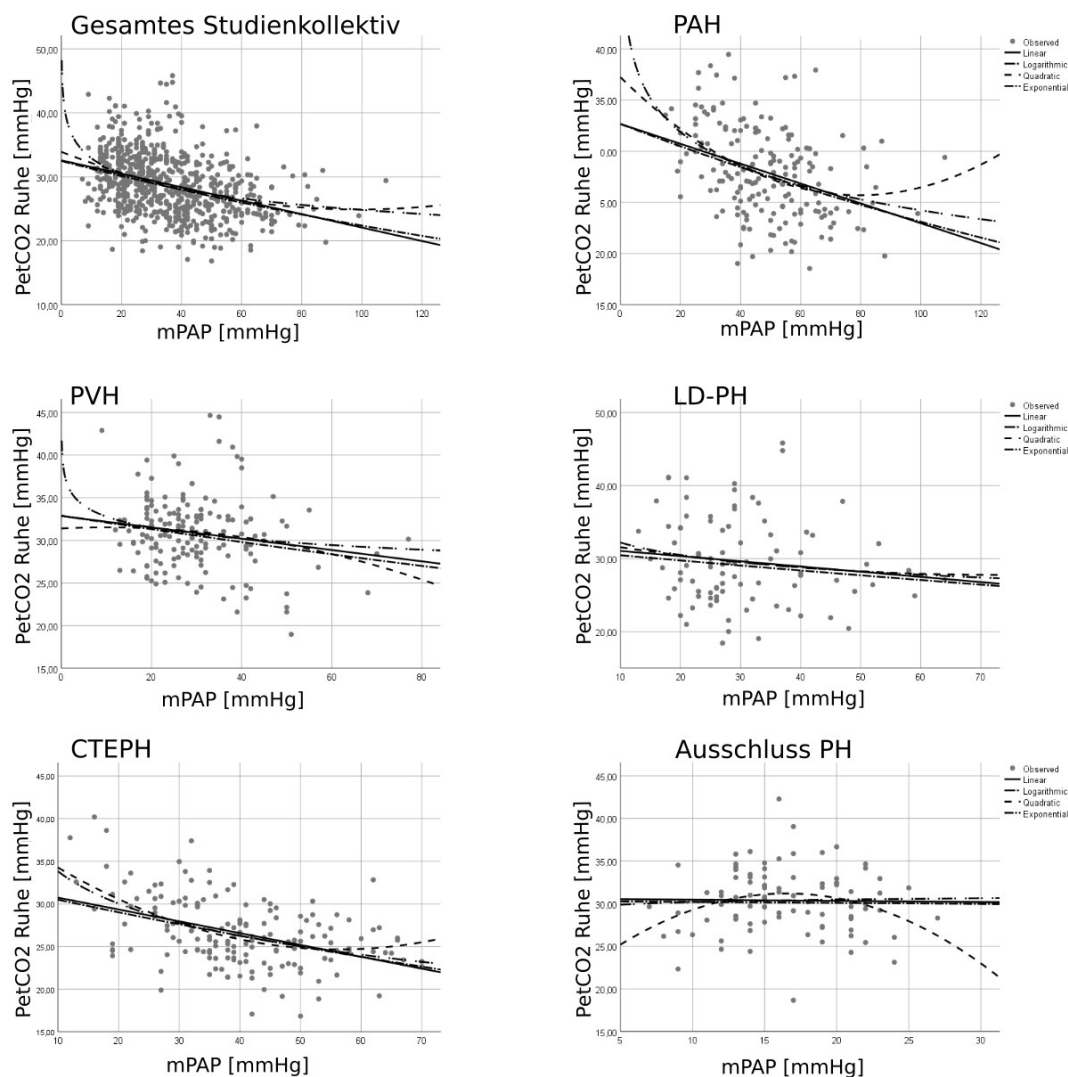 Gesamtes Studienkollektiv
PetCO2 Ruhe [mmHg]
50,00
40,00
30,00
20,00
10,00
0 20 40 60 80 100 120
mPAP [mmHg]
PAH
PetCO2 Ruhe [mmHg]
40,00
35,00
0,00
5,00
20,00
15,00
0 20 40 60 80 100 120
mPAP [mmHg]
Observed
Linear
Logarithmic
Quadratic
Exponential
PVH
PetCO2 Ruhe [mmHg]
45,00
40,00
35,00
30,00
25,00
20,00
15,00
0 20 40 60 80
mPAP [mmHg]
LD-PH
PetCO2 Ruhe [mmHg]
50,00
40,00
30,00
20,00
10 20 30 40 50 60 70
mPAP [mmHg]
Observed
Linear
Logarithmic
Quadratic
Exponential
CTEPH
PetCO2 Ruhe [mmHg]
45,00
40,00
35,00
30,00
25,00
20,00
15,00
10 20 30 40 50 60 70
mPAP [mmHg]
Ausschluss PH
PetCO2 Ruhe [mmHg]
45,00
40,00
35,00
30,00
25,00
20,00
15,00
5 10 15 20 25 30
mPAP [mmHg]
Observed
Linear
Logarithmic
Quadratic
Exponential